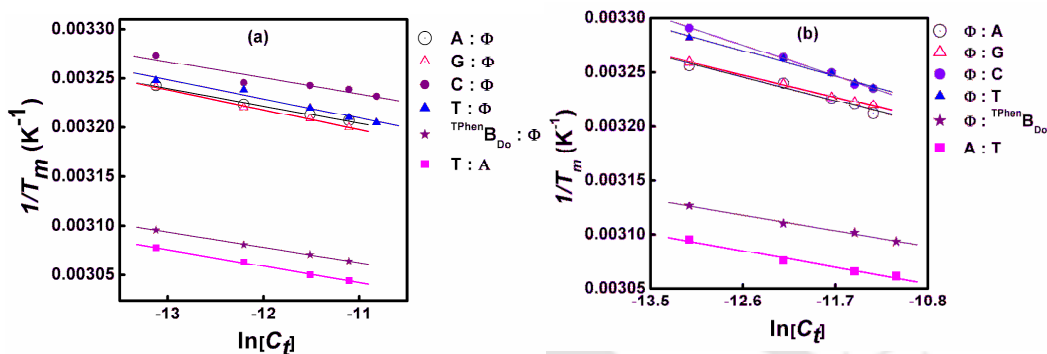 (a)
1/Tm (K-1)
0.00330
0.00325
0.00320
0.00315
0.00310
0.00305
-13
-12
-11
ln[Ct]
A : Φ
G : Φ
C : Φ
T : Φ
TPhenBDo : Φ
T : A
(b)
1/Tm (K-1)
0.00330
0.00325
0.00320
0.00315
0.00310
0.00305
-13.5
-12.6
-11.7
-10.8
ln[Ct]
Φ : A
Φ : G
Φ : C
Φ : T
Φ : TPhenBDo
A : T